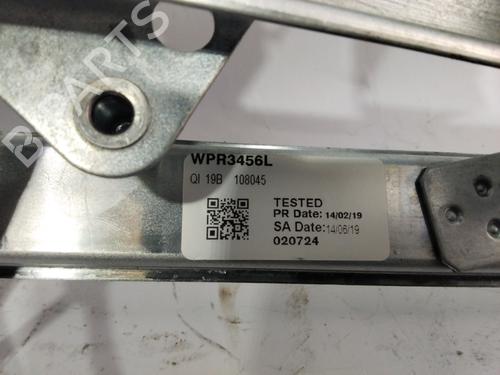 WPR3456L
QI 19B 108045
TESTED
PR Date: 14/02/19
SA Date:14/06/19
020724